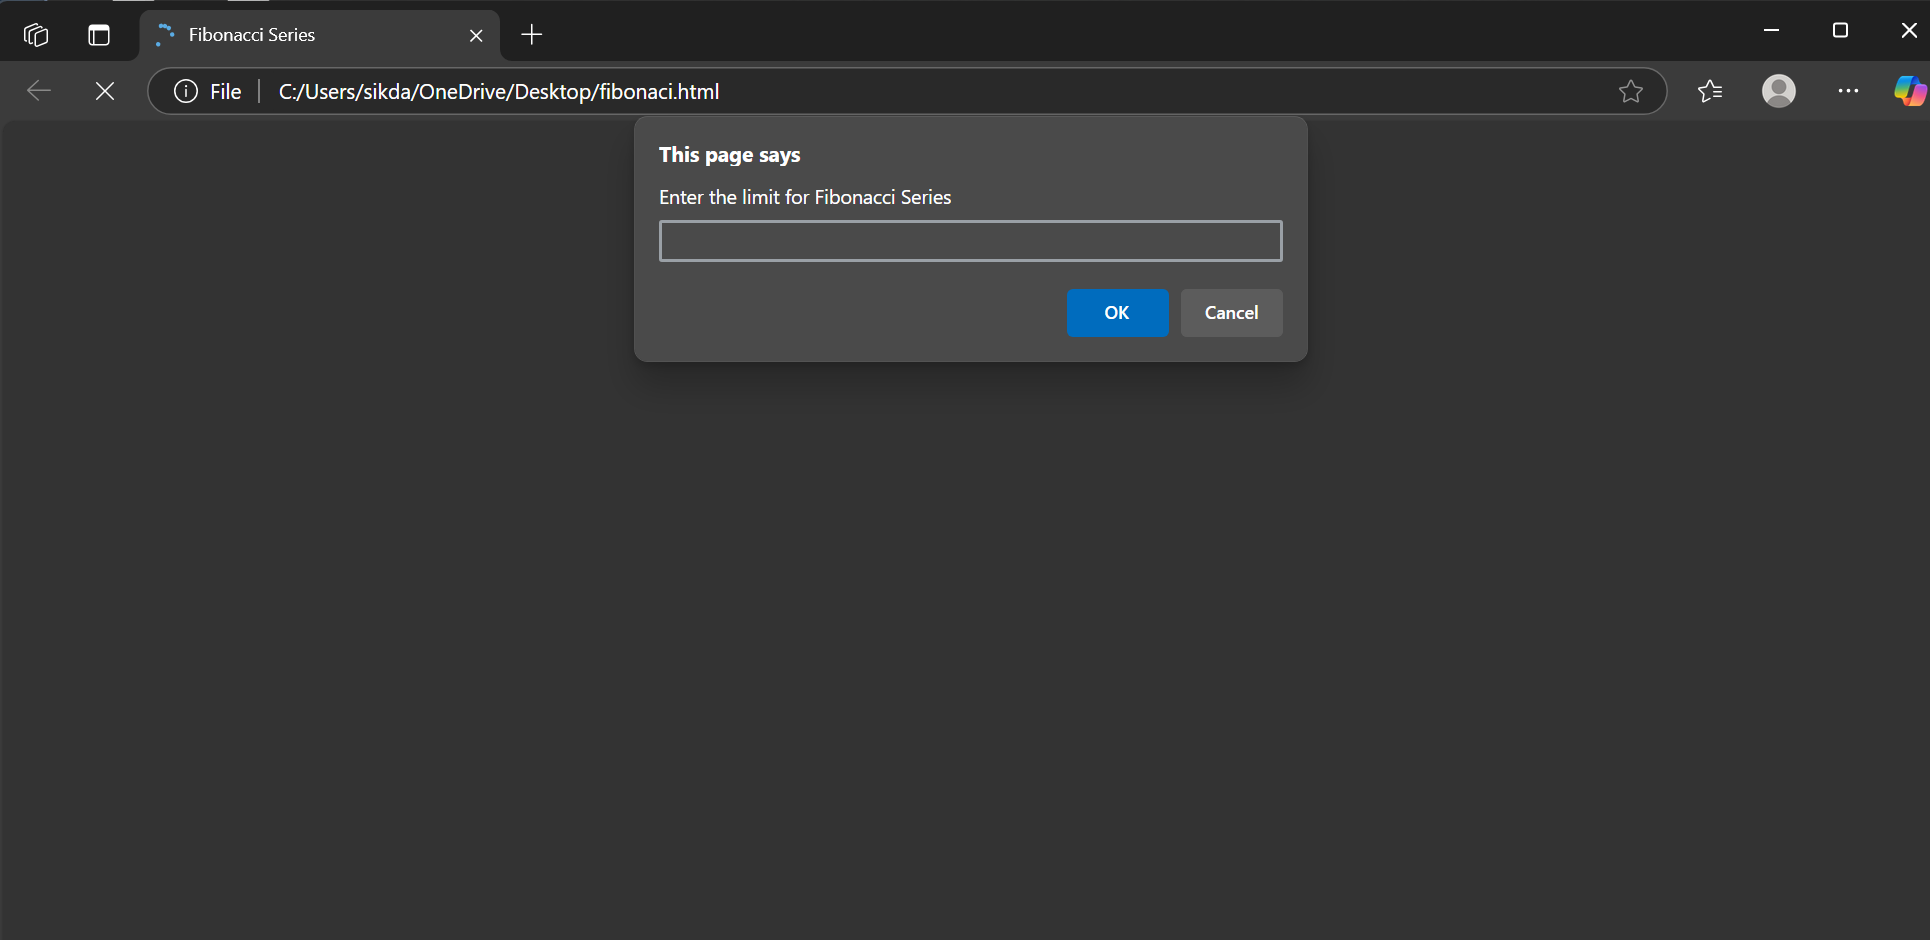 Fibonacci Series
File C:/Users/sikda/OneDrive/Desktop/fibonaci.html
This page says
Enter the limit for Fibonacci Series
OK Cancel